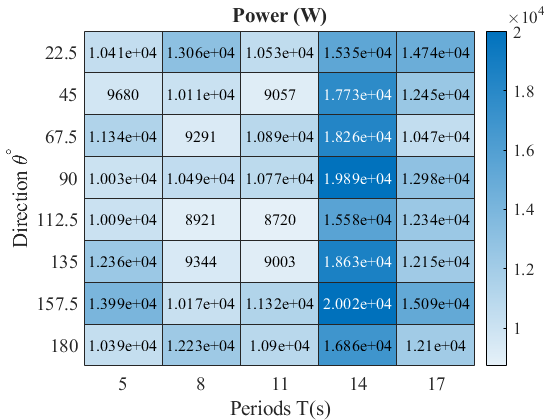 Power (W)
×10^4
22.5 1.041e+04 1.306e+04 1.053e+04 1.535e+04 1.474e+04
45 9680 1.011e+04 9057 1.773e+04 1.245e+04
67.5 1.134e+04 9291 1.089e+04 1.826e+04 1.047e+04
90 1.003e+04 1.049e+04 1.077e+04 1.989e+04 1.298e+04
112.5 1.009e+04 8921 8720 1.558e+04 1.234e+04
135 1.236e+04 9344 9003 1.863e+04 1.215e+04
157.5 1.399e+04 1.017e+04 1.132e+04 2.002e+04 1.509e+04
180 1.039e+04 1.223e+04 1.09e+04 1.686e+04 1.21e+04
5 8 11 14 17
Periods T(s)
Direction θ°
2
1.8
1.6
1.4
1.2
1